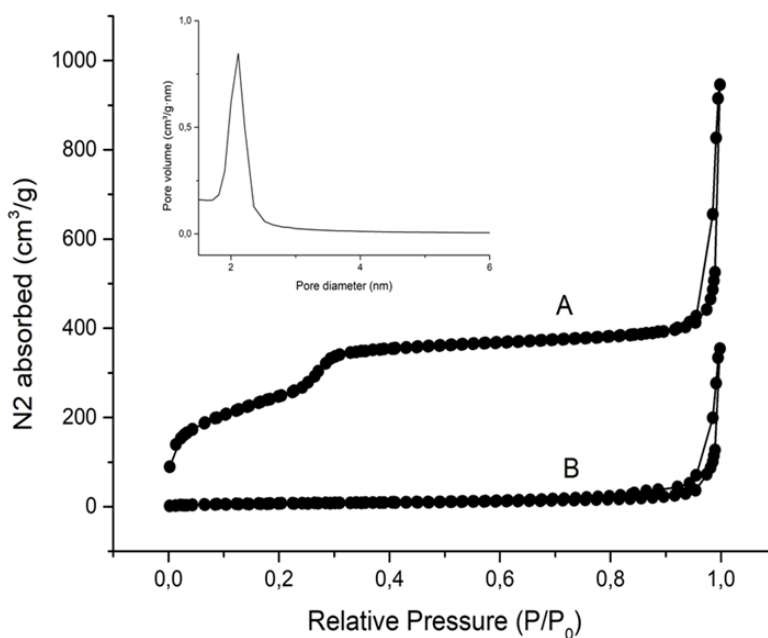 1000
800
600
400
200
0
N2 absorbed (cm³/g)
1,0
0,5
0,0
Pore volume (cm³/g·nm)
2 4 6
Pore diameter (nm)
A
B
0,0 0,2 0,4 0,6 0,8 1,0
Relative Pressure (P/P₀)